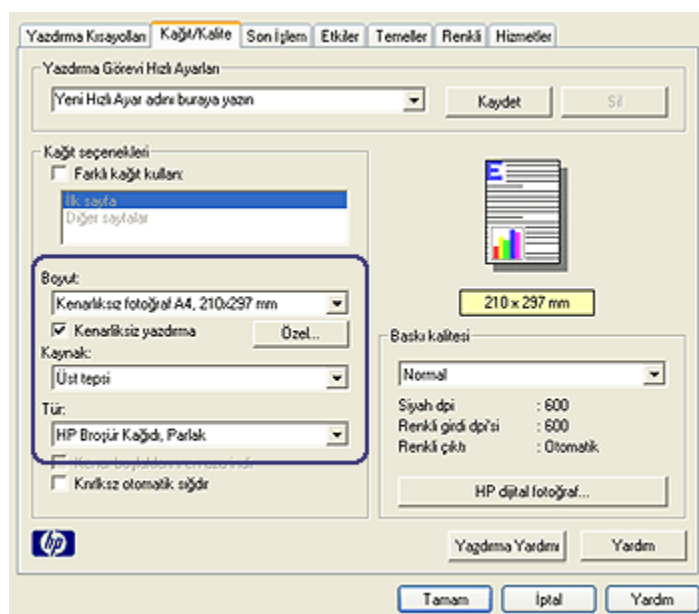 Yazdırma Kısayolları Kağıt/Kalite Son İşlem Etkiler Temeller Renkli Hizmetler
Yazdırma Görevi Hızlı Ayarları
Yeni Hızlı Ayar adını buraya yazın Kaydet Sil
Kağıt seçenekleri
Farklı kağıt kullan:
İlk sayfa
Diğer sayfalar
Boyut:
Kenarlıksız fotoğraf A4, 210x297 mm
210 x 297 mm
Kenarlıksiz yazdırma Özel...
Baskı kalitesi
Kaynak:
Üst tepsi
Normal
Tür:
HP Broşür Kağıdı, Parlak
Siyah dpi : 600
Renkli girdi dpi'si : 600
Renkli çıktı : Otomatik
Knrlksz otomatik sığdır
HP dijital fotoğraf...
hp
Yazdırma Yardımı Yardım
Tamam İptal Yardım